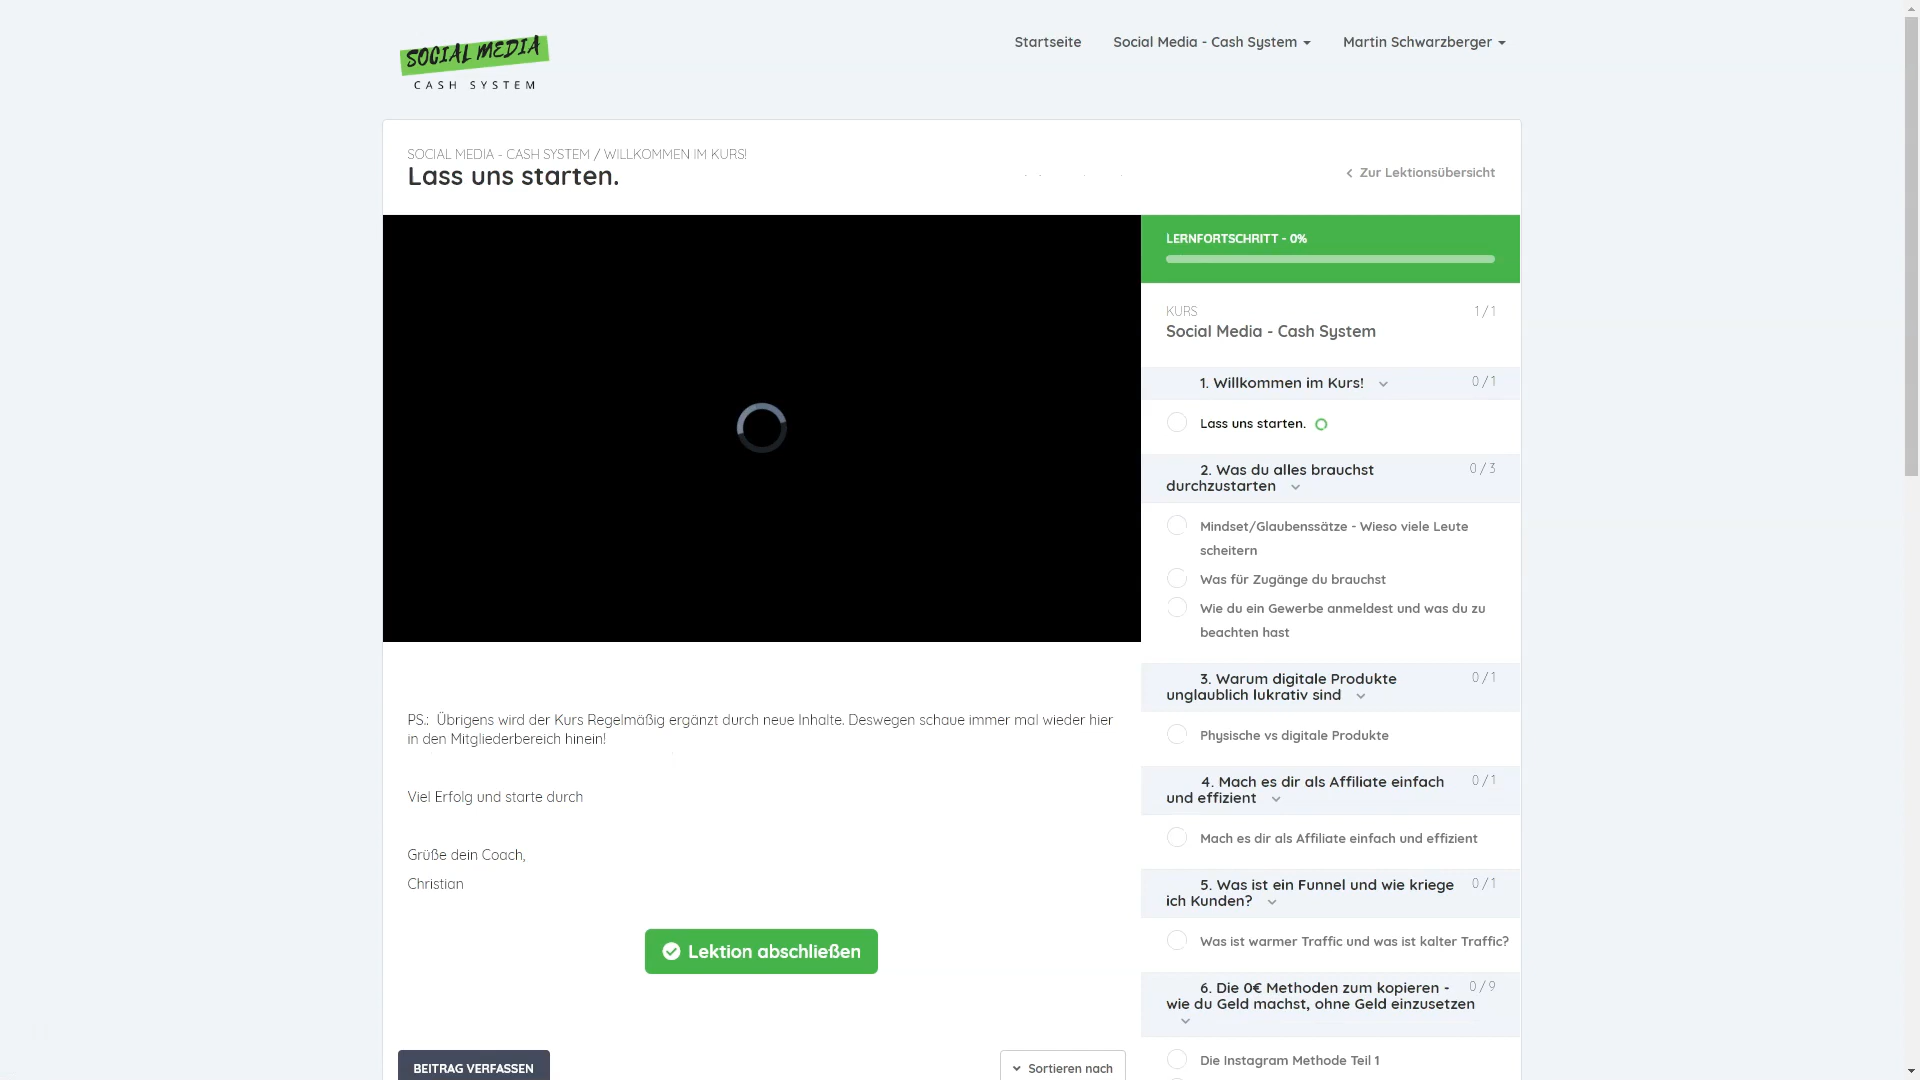 SOCIAL MEDIA
CASH SYSTEM
Startseite
Social Media - Cash System
Martin Schwarzberger
SOCIAL MEDIA - CASH SYSTEM / WILLKOMMEN IM KURS!
Lass uns starten.
Zur Lektionsübersicht
LERNFORTSCHRITT - 0%
KURS
1 / 1
Social Media - Cash System
1. Willkommen im Kurs!
0 / 1
Lass uns starten.
2. Was du alles brauchst
0 / 3
durchzustarten
Mindset/Glaubenssätze - Wieso viele Leute
scheitern
Was für Zugänge du brauchst
Wie du ein Gewerbe anmeldest und was du zu
beachten hast
3. Warum digitale Produkte
0 / 1
unglaublich lukrativ sind
Physische vs digitale Produkte
4. Mach es dir als Affiliate einfach
0 / 1
und effizient
Mach es dir als Affiliate einfach und effizient
5. Was ist ein Funnel und wie kriege
0 / 1
ich Kunden?
Was ist warmer Traffic und was ist kalter Traffic?
6. Die 0€ Methoden zum kopieren -
0 / 9
wie du Geld machst, ohne Geld einzusetzen
Die Instagram Methode Teil 1
PS.: Übrigens wird der Kurs Regelmäßig ergänzt durch neue Inhalte. Deswegen schaue immer mal wieder hier
in den Mitgliederbereich hinein!
Viel Erfolg und starte durch
Grüße dein Coach,
Christian
Lektion abschließen
BEITRAG VERFASSEN
Sortieren nach